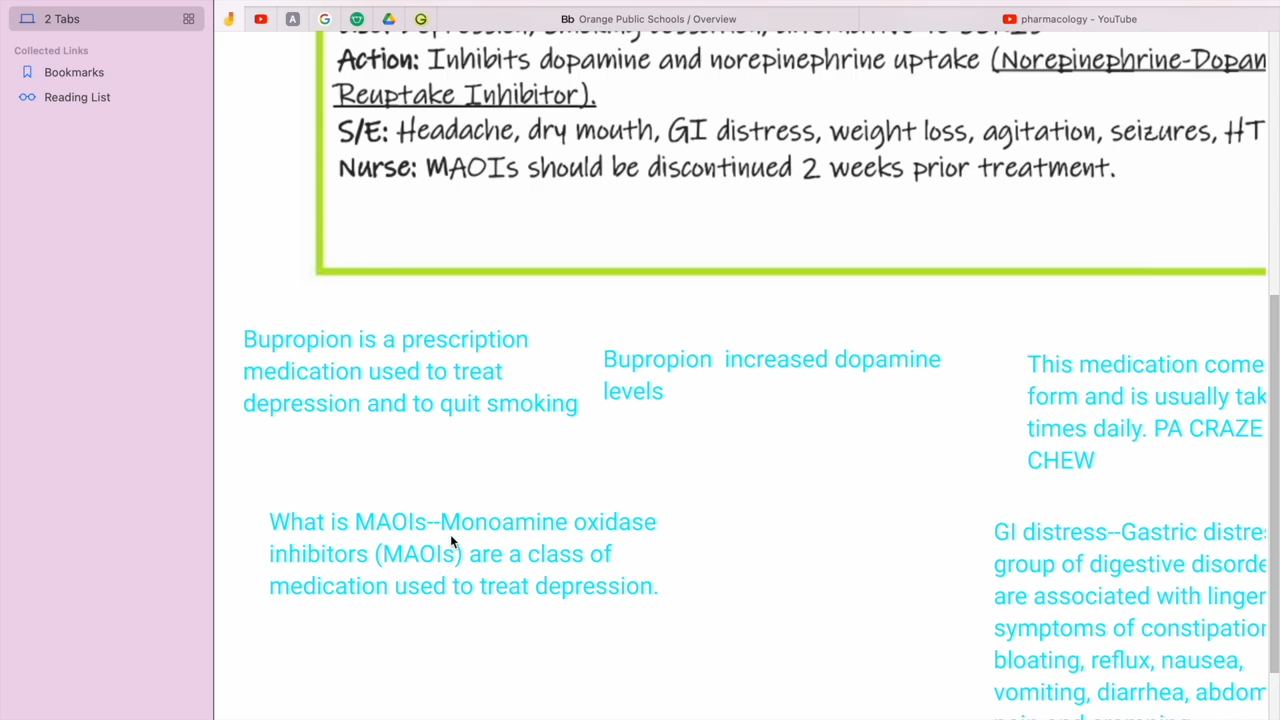 2 Tabs
Collected Links
Bookmarks
Reading List
Bb Orange Public Schools / Overview
pharmacology - YouTube
Action: Inhibits dopamine and norepinephrine uptake (Norepinephrine-Dopan
Reuptake Inhibitor).
S/E: Headache, dry mouth, GI distress, weight loss, agitation, seizures, HT
Nurse: MAOIs should be discontinued 2 weeks prior treatment.
Bupropion is a prescription
medication used to treat
depression and to quit smoking
Bupropion increased dopamine
levels
This medication come
form and is usually tak
times daily. PA CRAZE
CHEW
What is MAOIs--Monoamine oxidase
inhibitors (MAOIs) are a class of
medication used to treat depression.
GI distress--Gastric distre
group of digestive disorde
are associated with linger
symptoms of constipation
bloating, reflux, nausea,
vomiting, diarrhea, abdom